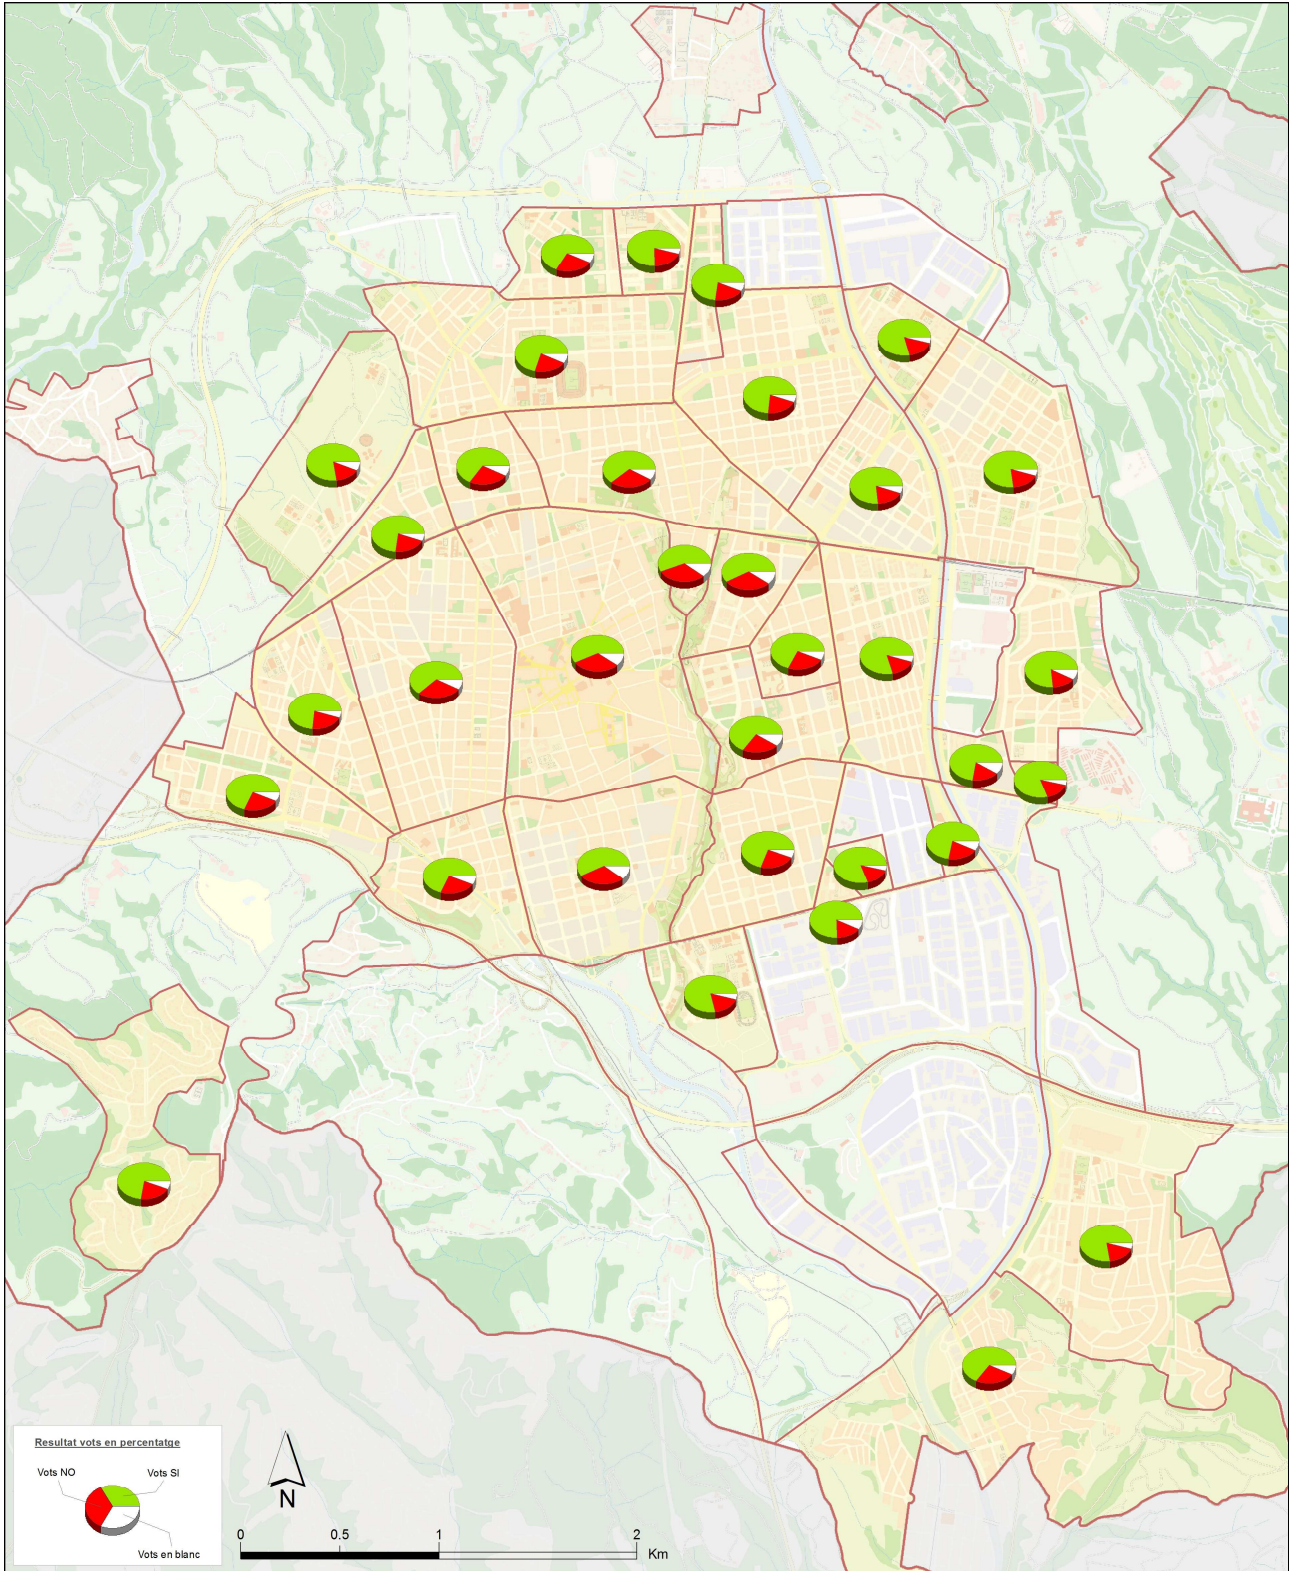 Resultat vots en percentatge
Vots NO
Vots SI
Vots en blanc
N
0 0.5 1 2
Km